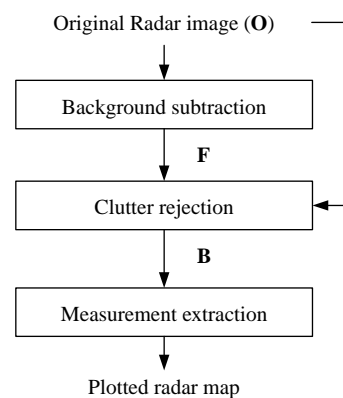 Original Radar image (O)
Background subtraction
F
Clutter rejection
B
Measurement extraction
Plotted radar map